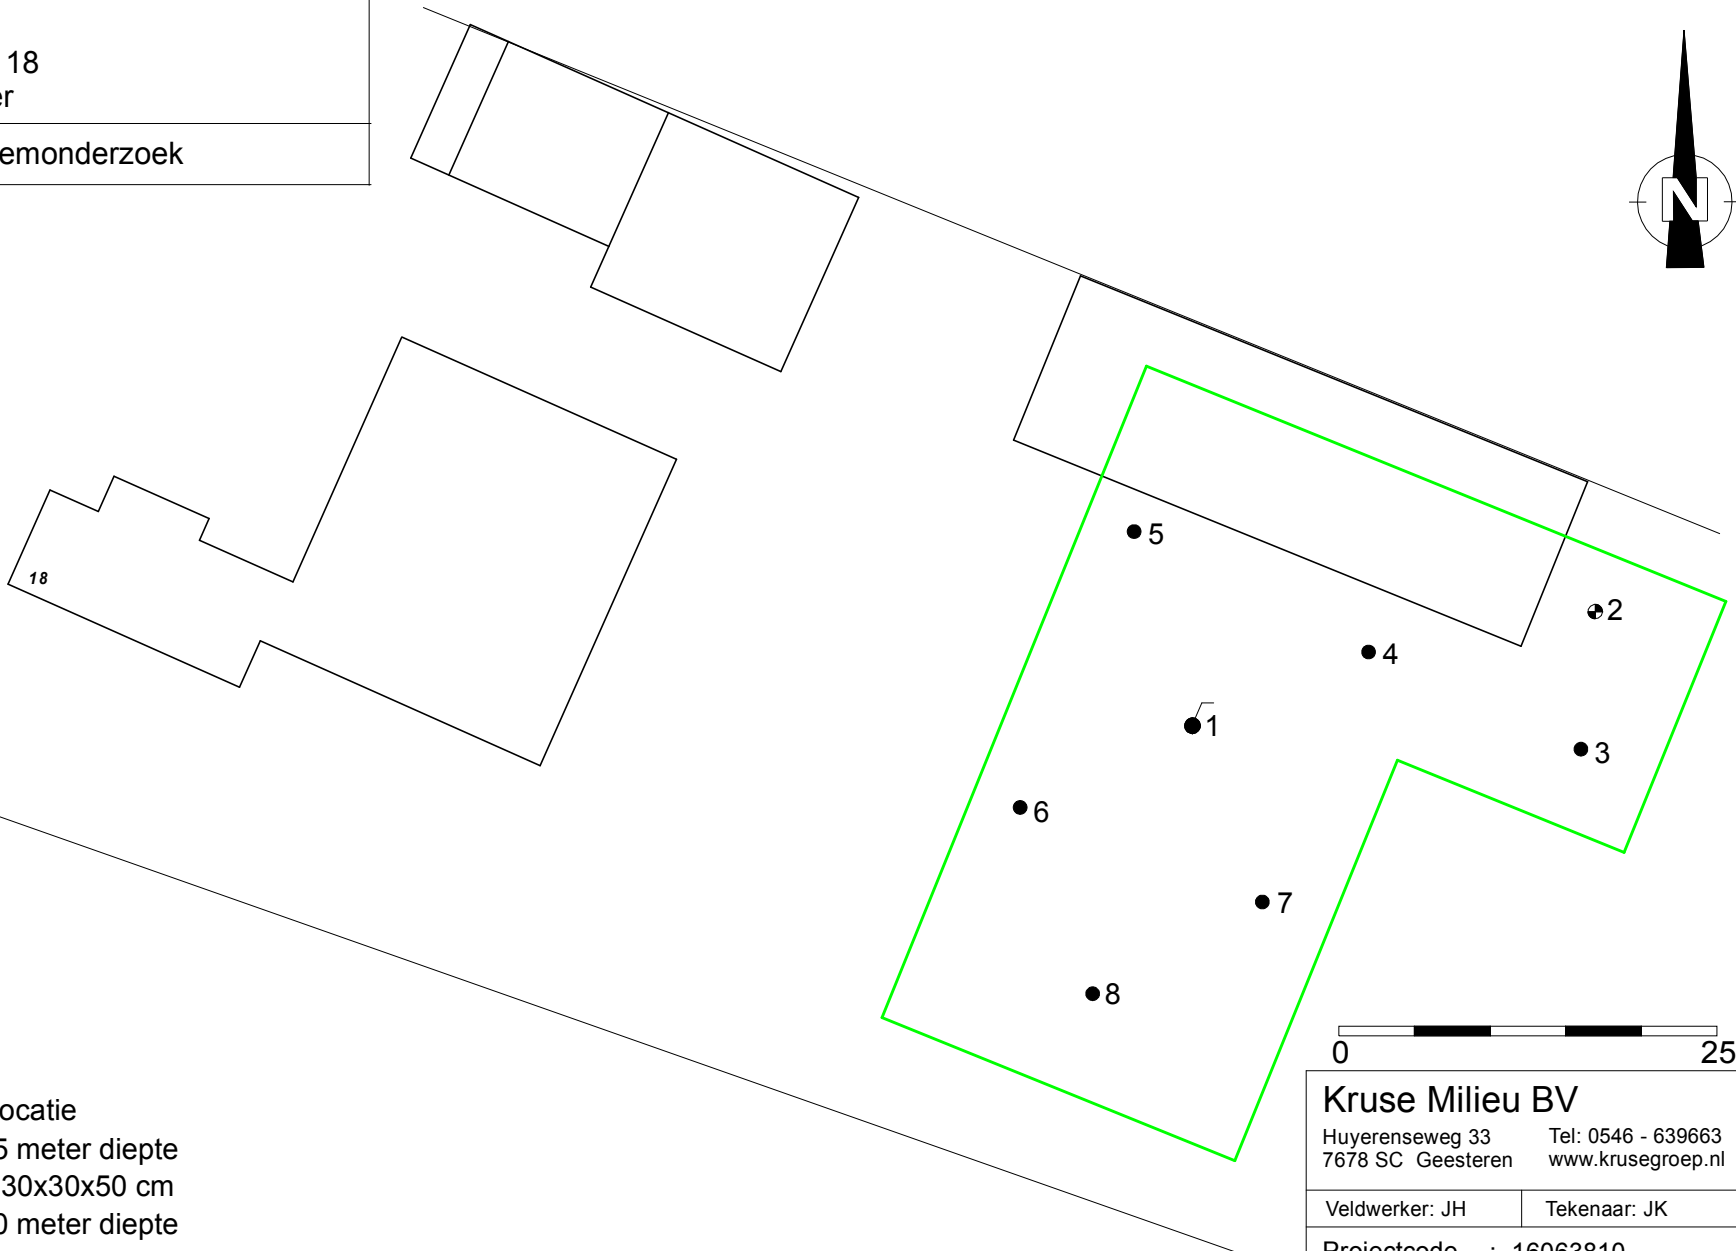 18
er
emonderzoek
N
18
5
2
4
1
3
6
7
8
0 25
ocatie
5 meter diepte
30x30x50 cm
0 meter diepte
Kruse Milieu BV
Huyerenseweg 33 Tel: 0546 - 639663
7678 SC Geesteren www.krusegroep.nl
Veldwerker: JH Tekenaar: JK
Projectcode : 16063810